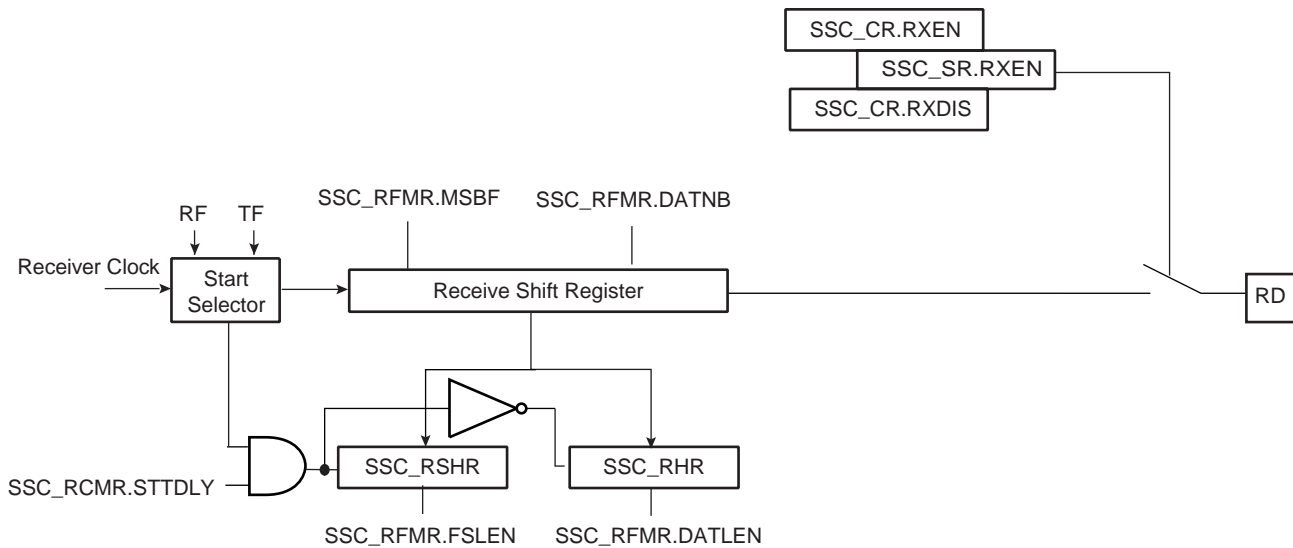 SSC_CR.RXEN
SSC_SR.RXEN
SSC_CR.RXDIS
SSC_RFMR.MSBF
SSC_RFMR.DATNB
RF
TF
Receiver Clock
Start
Selector
Receive Shift Register
RD
SSC_RSHR
SSC_RHR
SSC_RCMR.STTDLY
SSC_RFMR.FSLEN
SSC_RFMR.DATLEN